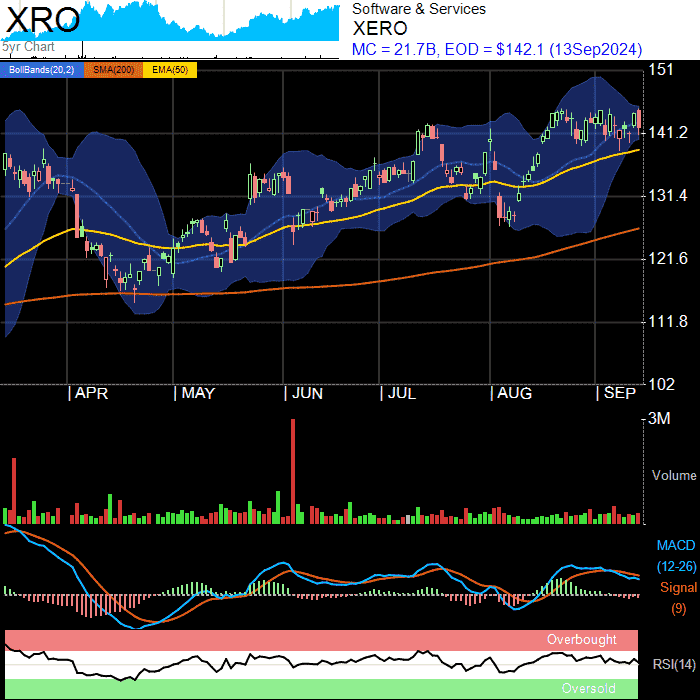 XRO
5yr Chart
Software & Services
XERO
MC = 21.7B, EOD = $142.1 (13Sep2024)
BollBands(20,2) SMA(200) EMA(50)
151
141.2
131.4
121.6
111.8
102
APR MAY JUN JUL AUG SEP
3M
Volume
MACD
(12-26)
Signal
(9)
Overbought
RSI(14)
Oversold